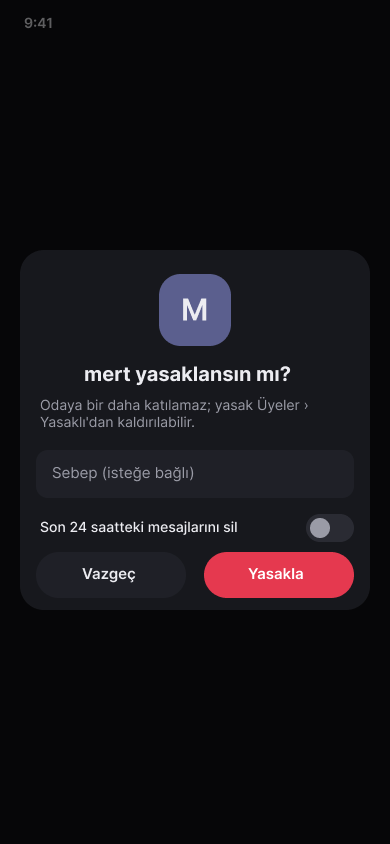 9:41
M
mert yasaklansın mı?
Odaya bir daha katılamaz; yasak Üyeler ›
Yasaklı'dan kaldırılabilir.
Sebep (isteğe bağlı)
Son 24 saatteki mesajlarını sil
Vazgeç
Yasakla